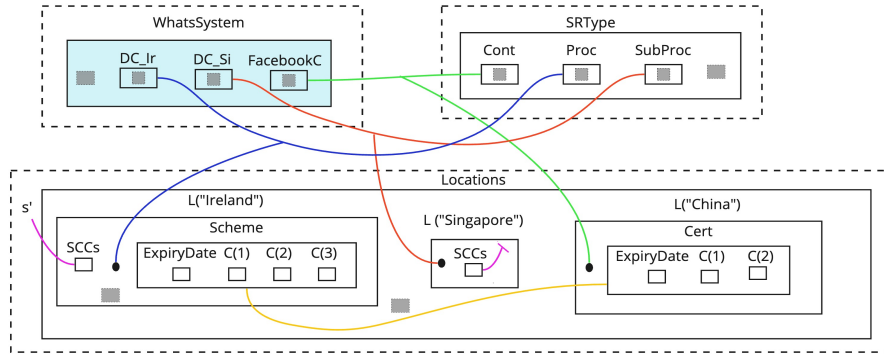 WhatsSystem
SRType
DC_Ir
DC_Si
FacebookC
Cont
Proc
SubProc
Locations
s'
L("Ireland")
L ("Singapore")
L("China")
Scheme
Cert
SCCs
ExpiryDate C(1) C(2) C(3)
SCCs
ExpiryDate C(1) C(2)